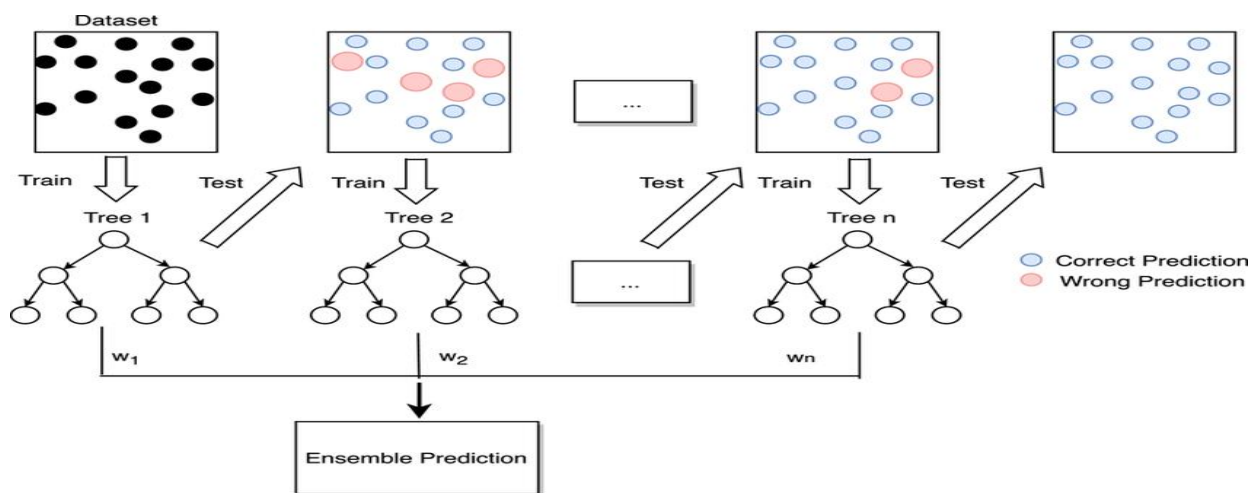 Dataset
...
Train
Test
Train
Test
Train
Test
Tree 1
Tree 2
Tree n
Correct Prediction
...
Wrong Prediction
w1
w2
wn
Ensemble Prediction